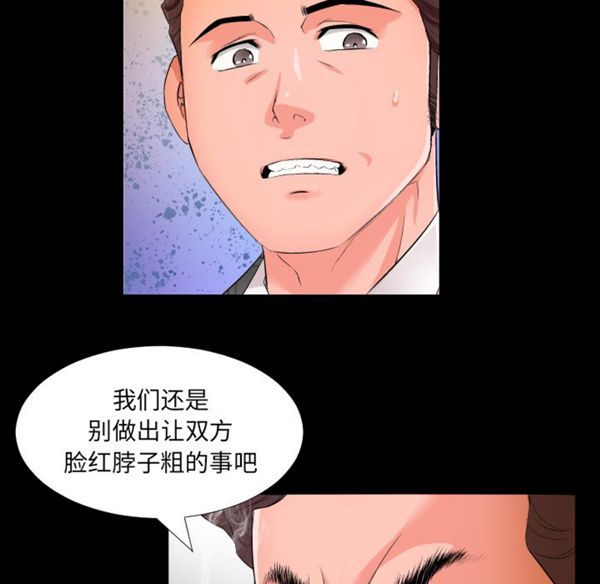 我们还是
别做出让双方
脸红脖子粗的事吧